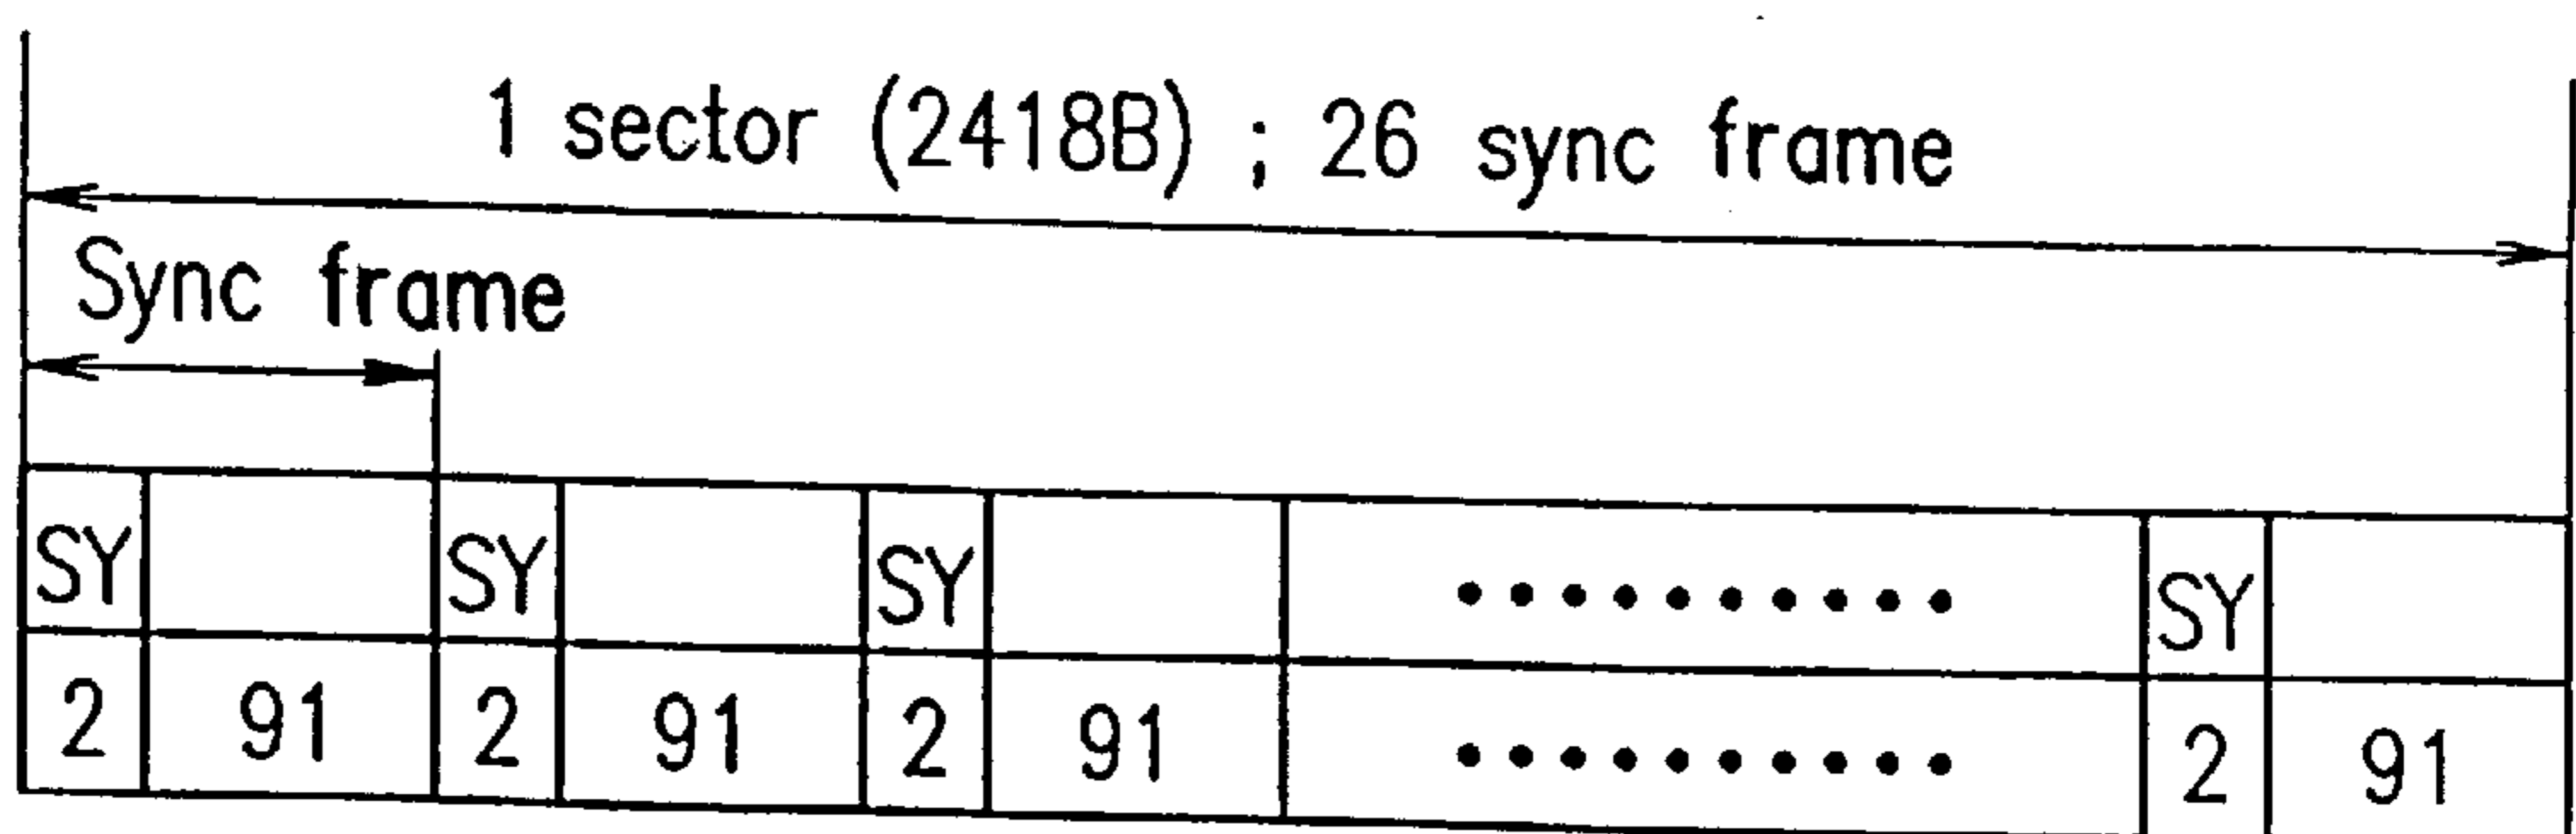 1 sector (2418B) ; 26 sync frame
Sync frame
SY SY SY .......... SY
2 91 2 91 2 91 .......... 2 91